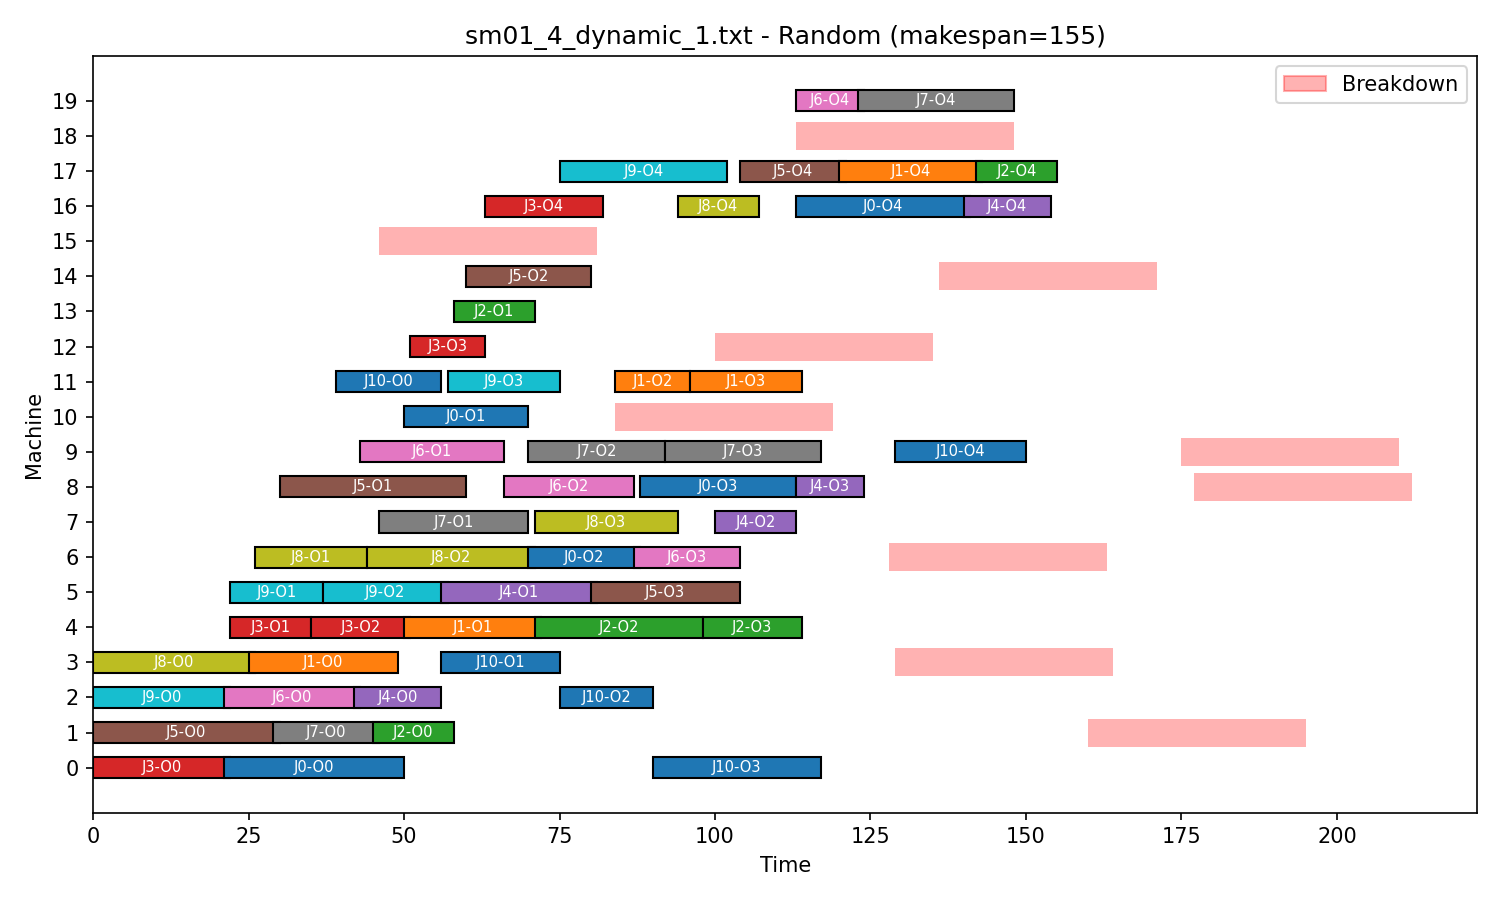 sm01_4_dynamic_1.txt - Random (makespan=155)
Breakdown
19 J6-O4 J7-O4
18
17 J9-O4 J5-O4 J1-O4 J2-O4
16 J3-O4 J8-O4 J0-O4 J4-O4
15
14 J5-O2
13 J2-O1
12 J3-O3
11 J10-O0 J9-O3 J1-O2 J1-O3
10 J0-O1
9 J6-O1 J7-O2 J7-O3 J10-O4
8 J5-O1 J6-O2 J0-O3 J4-O3
7 J7-O1 J8-O3 J4-O2
6 J8-O1 J8-O2 J0-O2 J6-O3
5 J9-O1 J9-O2 J4-O1 J5-O3
4 J3-O1 J3-O2 J1-O1 J2-O2 J2-O3
3 J8-O0 J1-O0 J10-O1
2 J9-O0 J6-O0 J4-O0 J10-O2
1 J5-O0 J7-O0 J2-O0
0 J3-O0 J0-O0 J10-O3
Machine
0 25 50 75 100 125 150 175 200
Time